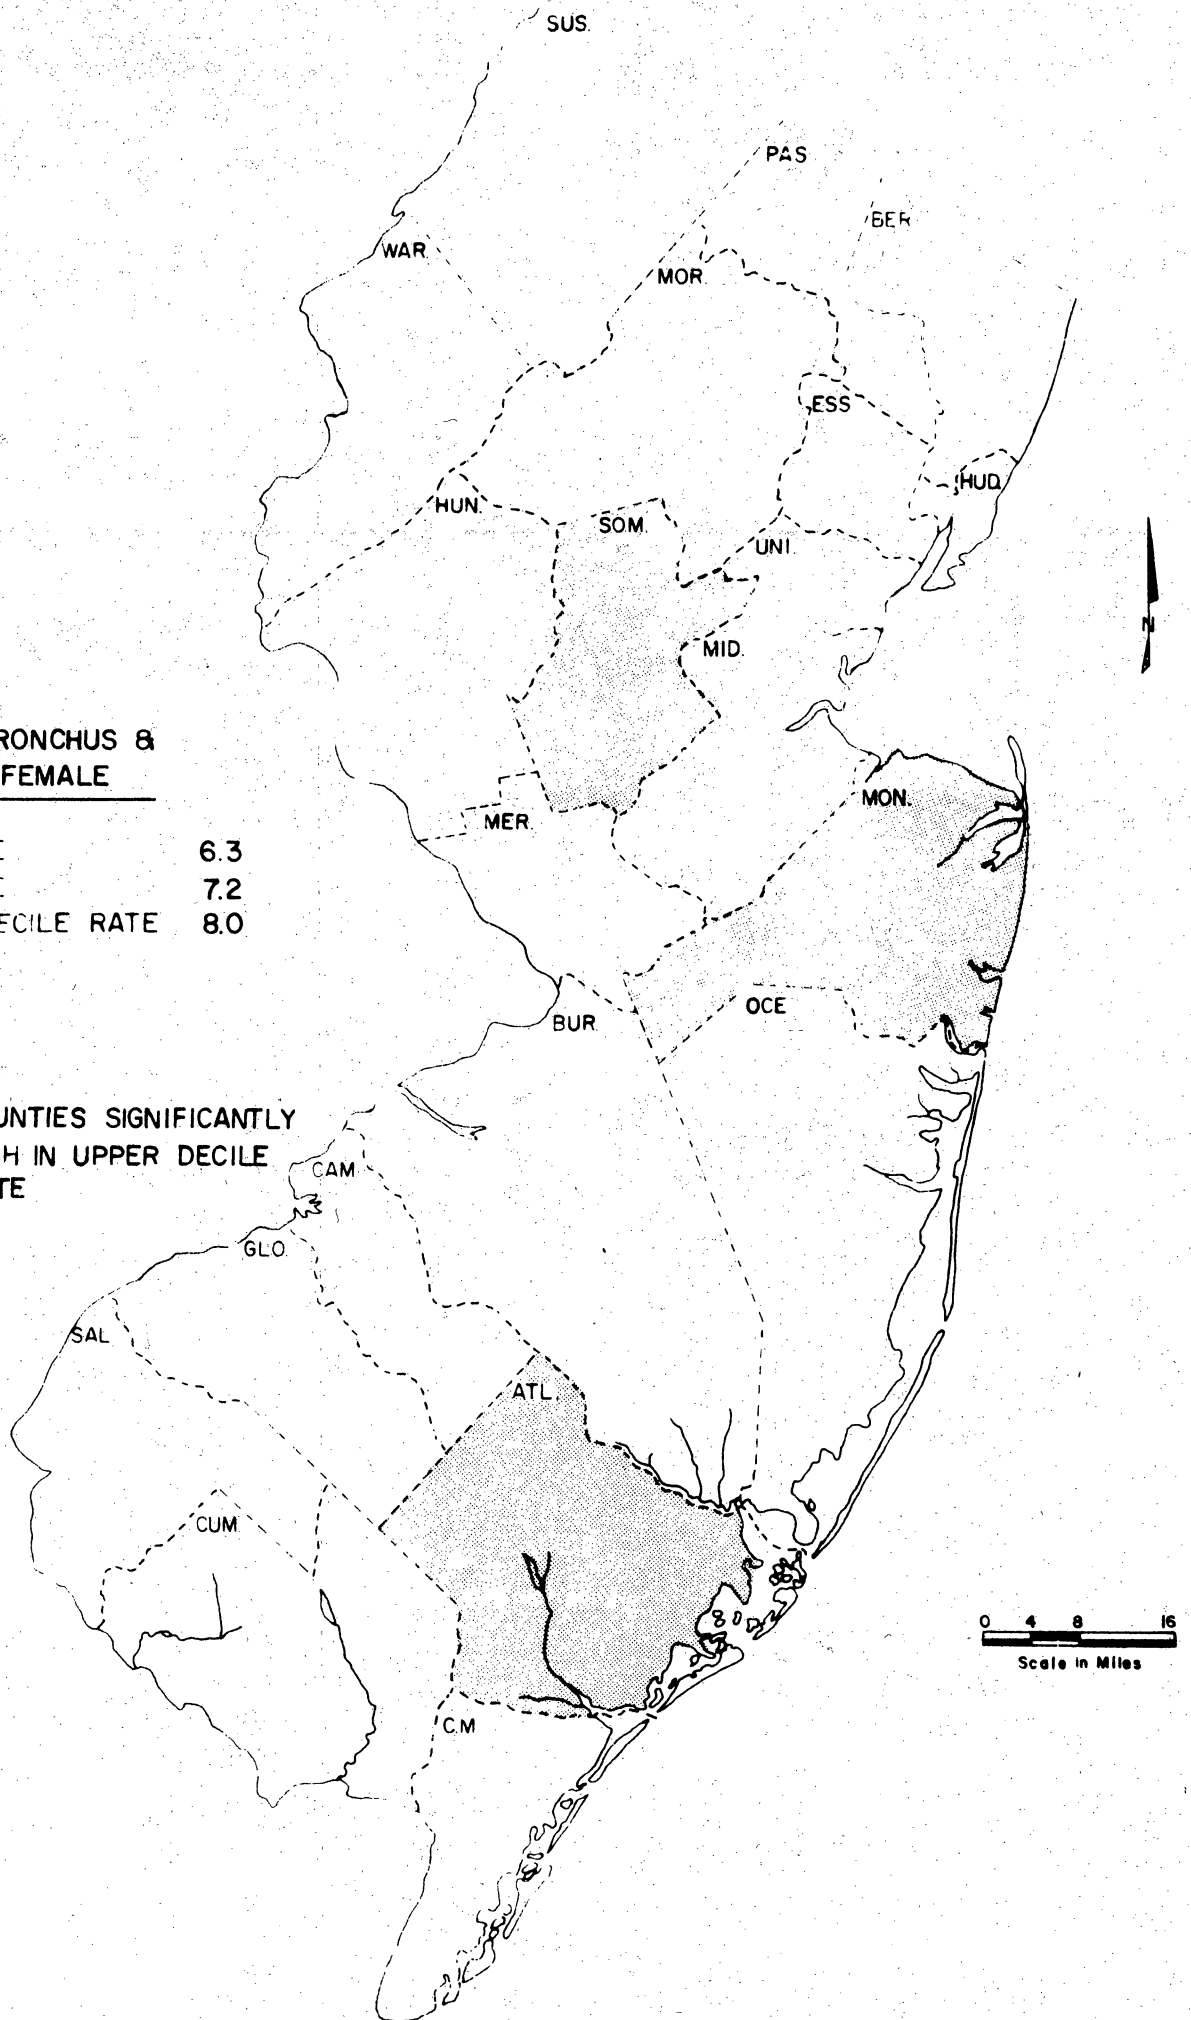 SUS.
PAS
BER
WAR.
MOR.
ESS
HUD.
HUN.
SOM.
UNI.
N
MID.
RONCHUS &
FEMALE
MON.
MER.
E 6.3
E 7.2
ECILE RATE 8.0
OCE
BUR.
UNTIES SIGNIFICANTLY
H IN UPPER DECILE
TE
CAM.
GLO.
SAL
ATL.
CUM
0 4 8 16
Scale in Miles
C.M